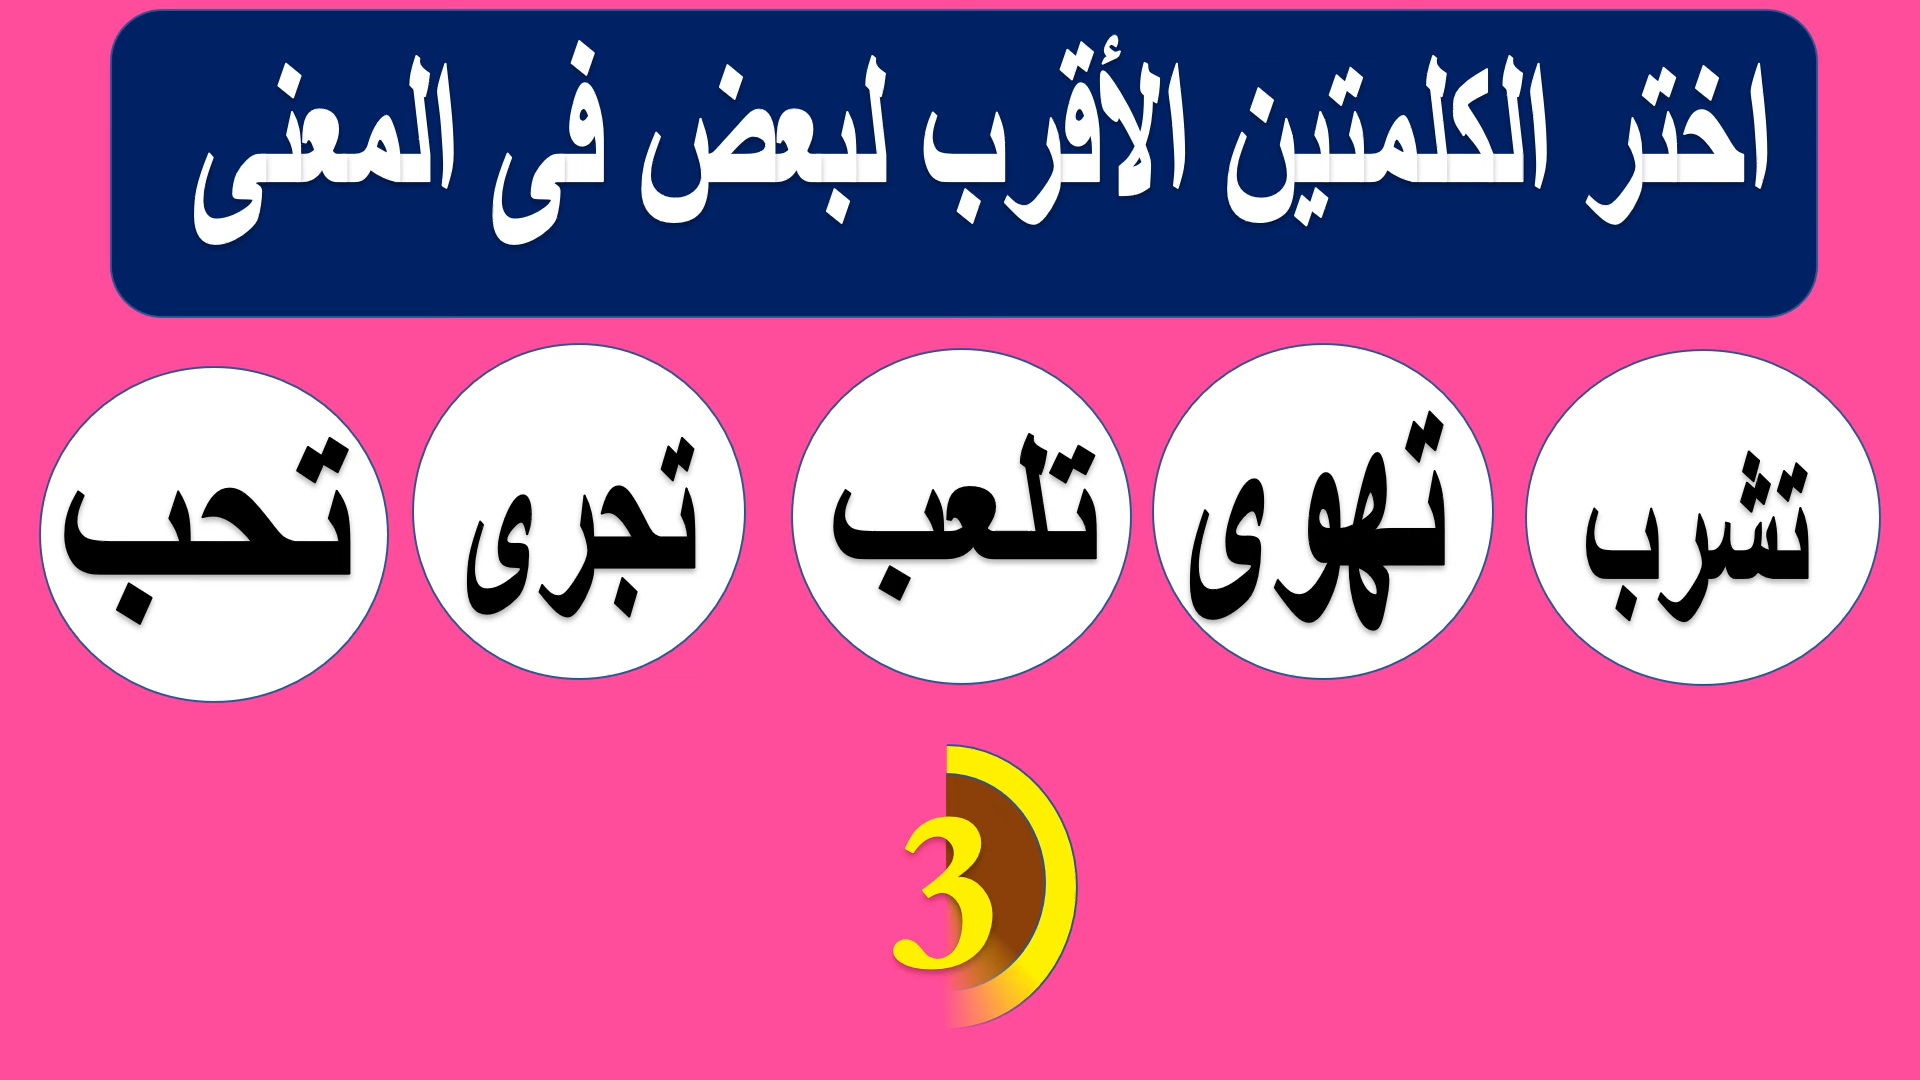 اختر الكلمتين الأقرب لبعض فى المعنى
تشرب تهوى تلعب تجرى تحب
3